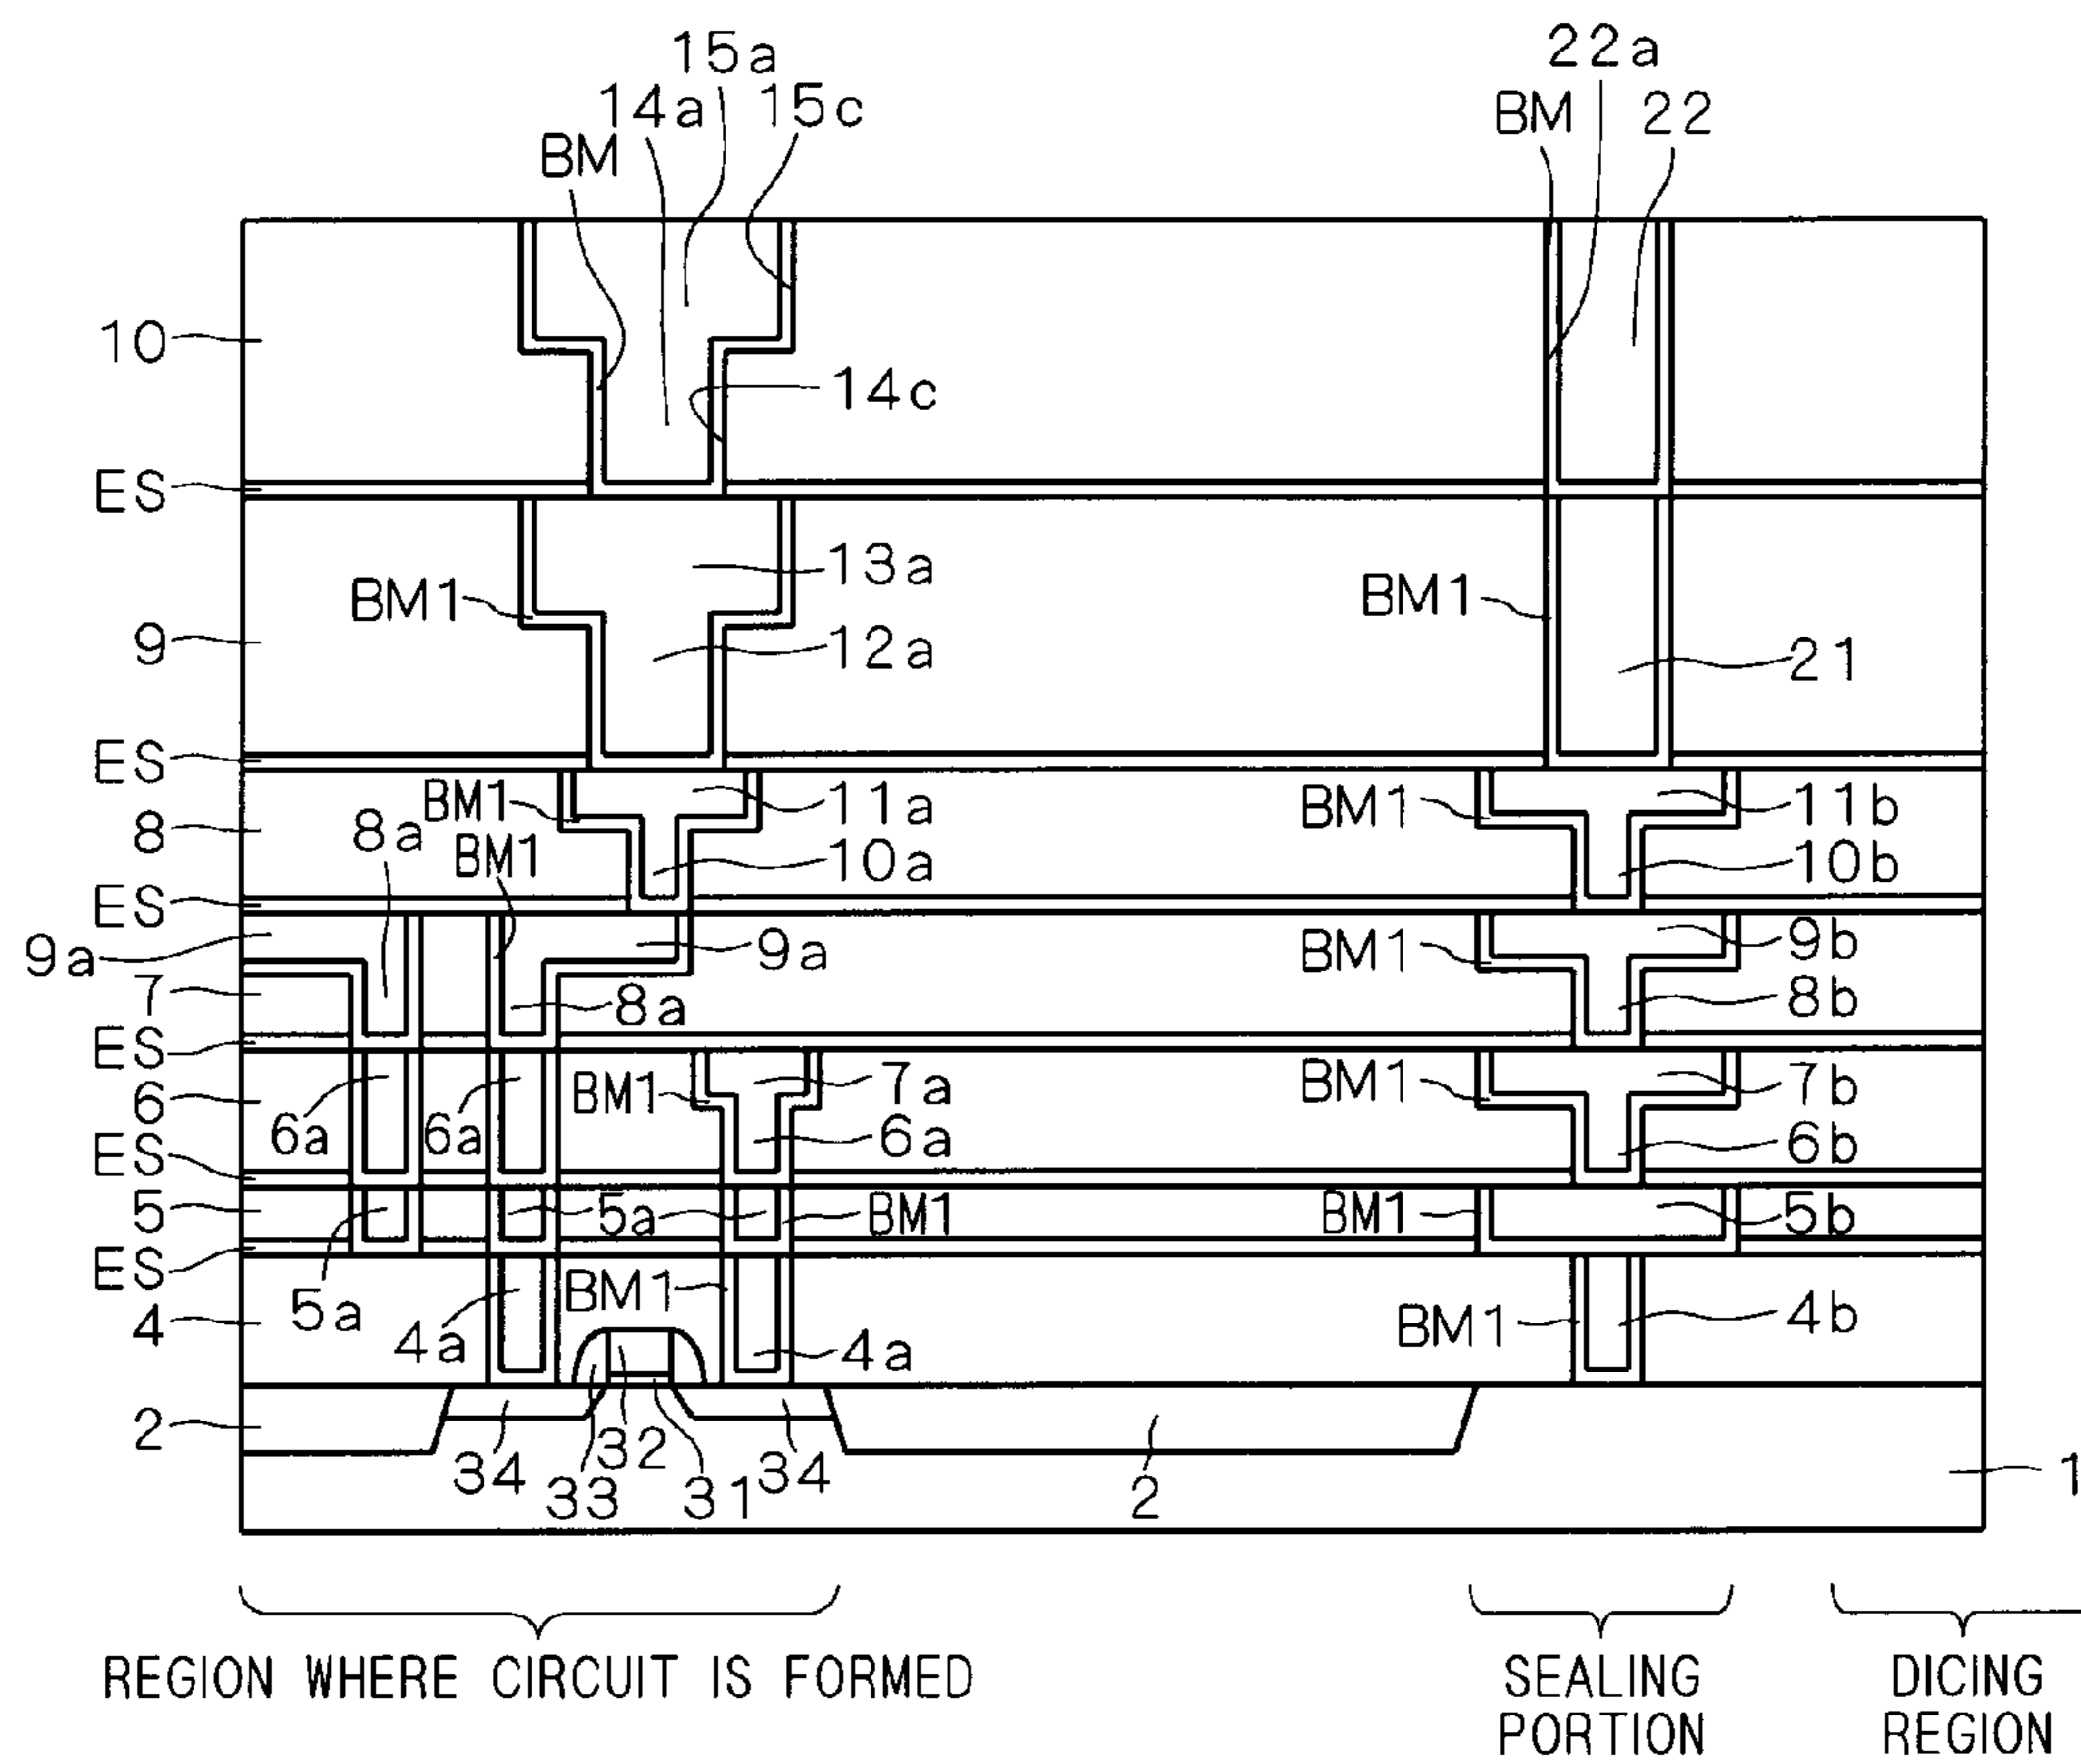 15a
22a
14a 15c
BM 22
BM
10
14c
ES
13a
BM1
BM1
9
12a
21
ES
BM1
11a
BM1
11b
8
8a
BM1
10a
10b
ES
9a
9a
BM1
9b
7
8a
8b
ES
BM1
7a
BM1
7b
6
6a
6a
6a
6b
ES
5
5a
BM1
BM1
5b
ES
5a
BM1
4
4a
4a
BM1
4b
2
34
33
32
31
34
2
1
REGION WHERE CIRCUIT IS FORMED
SEALING
PORTION
DICING
REGION